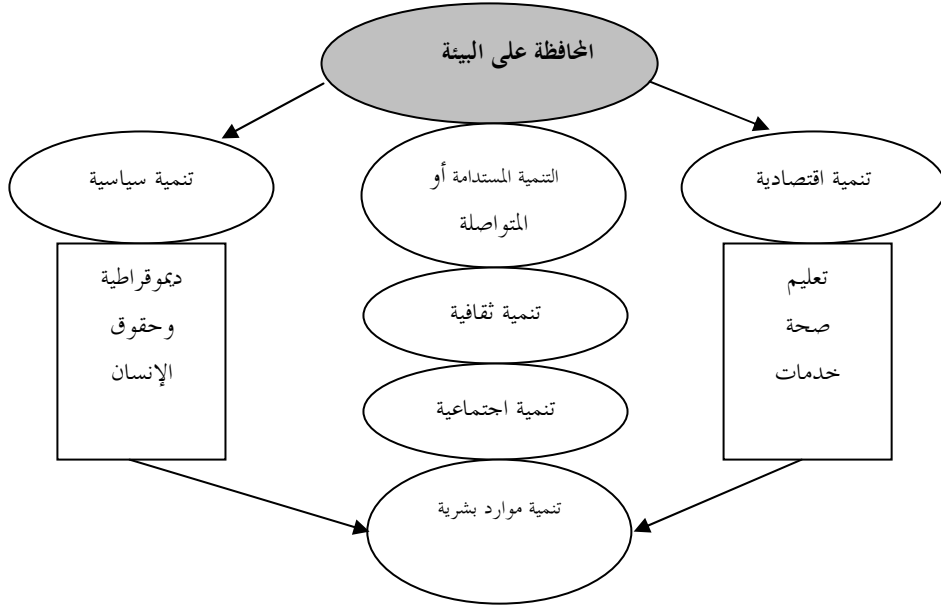 المحافظة على البيئة
تنمية اقتصادية
التنمية المستدامة أو
المتواصلة
تنمية سياسية
تعليم
صحة
خدمات
تنمية ثقافية
تنمية اجتماعية
ديموقراطية
وحقوق
الإنسان
تنمية موارد بشرية